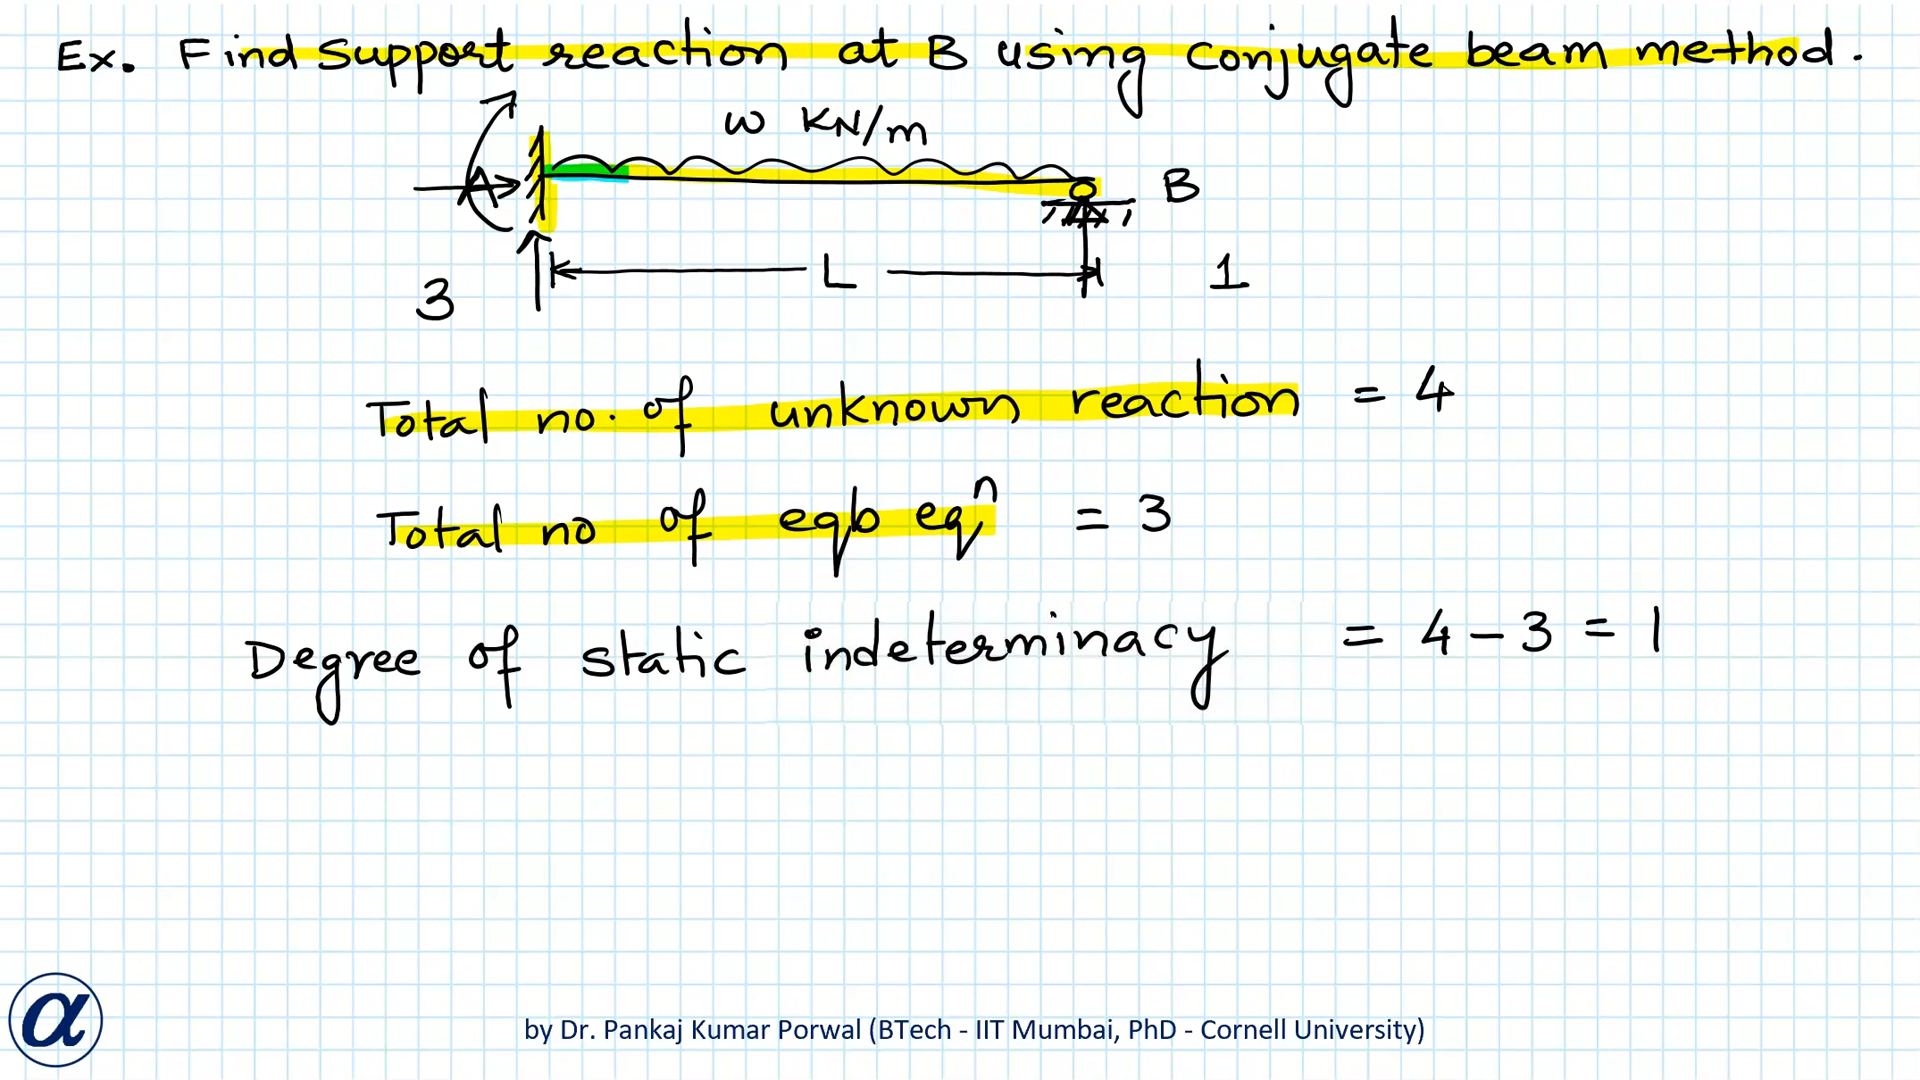 Ex. Find support reaction at B using conjugate beam method.
w KN/m
A
B
L
3
1
Total no. of unknown reaction = 4
Total no of eqb eqⁿ = 3
Degree of static indeterminacy = 4 - 3 = 1
α
by Dr. Pankaj Kumar Porwal (BTech - IIT Mumbai, PhD - Cornell University)